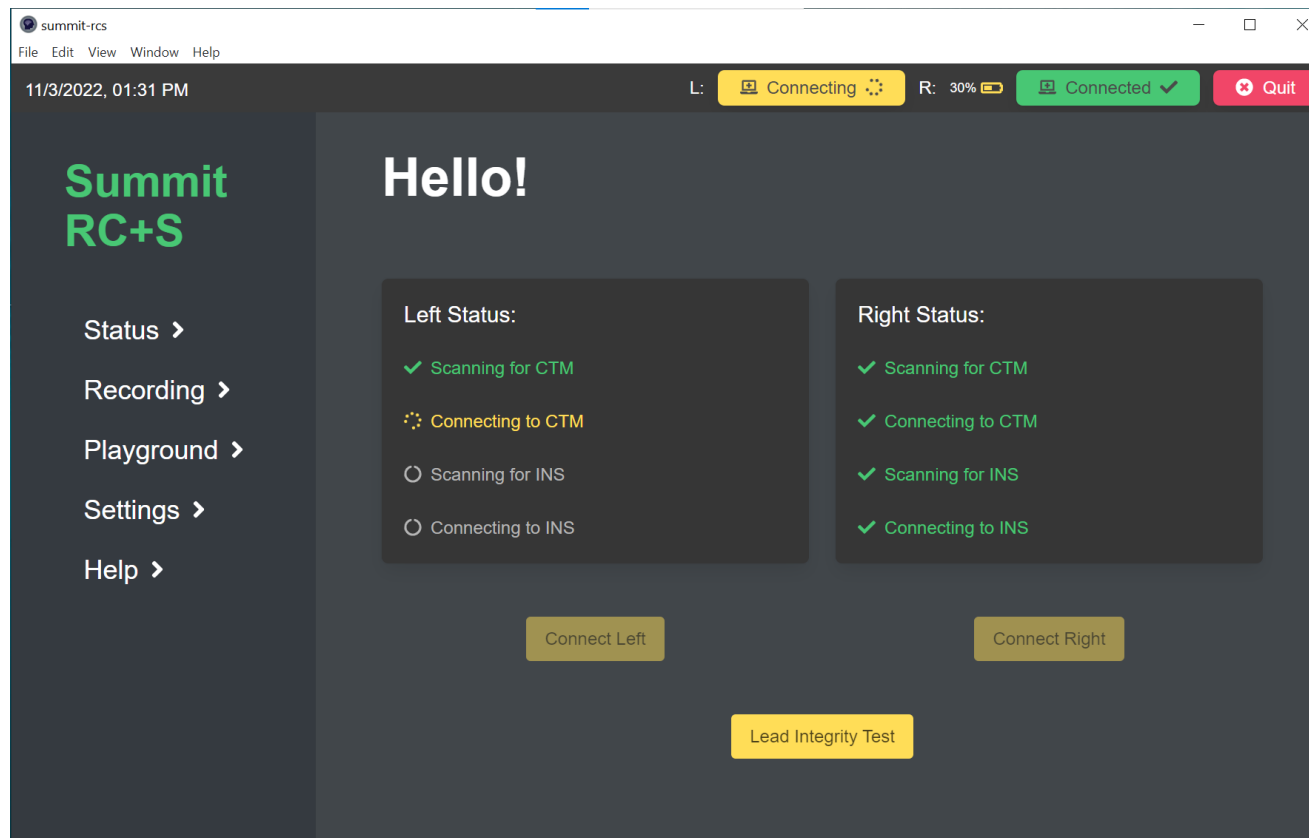 summit-rcs
File Edit View Window Help
11/3/2022, 01:31 PM
L: Connecting R: 30% Connected Quit
Summit
RC+S
Hello!
Status
Recording
Playground
Settings
Help
Left Status:
Scanning for CTM
Connecting to CTM
Scanning for INS
Connecting to INS
Right Status:
Scanning for CTM
Connecting to CTM
Scanning for INS
Connecting to INS
Connect Left
Connect Right
Lead Integrity Test